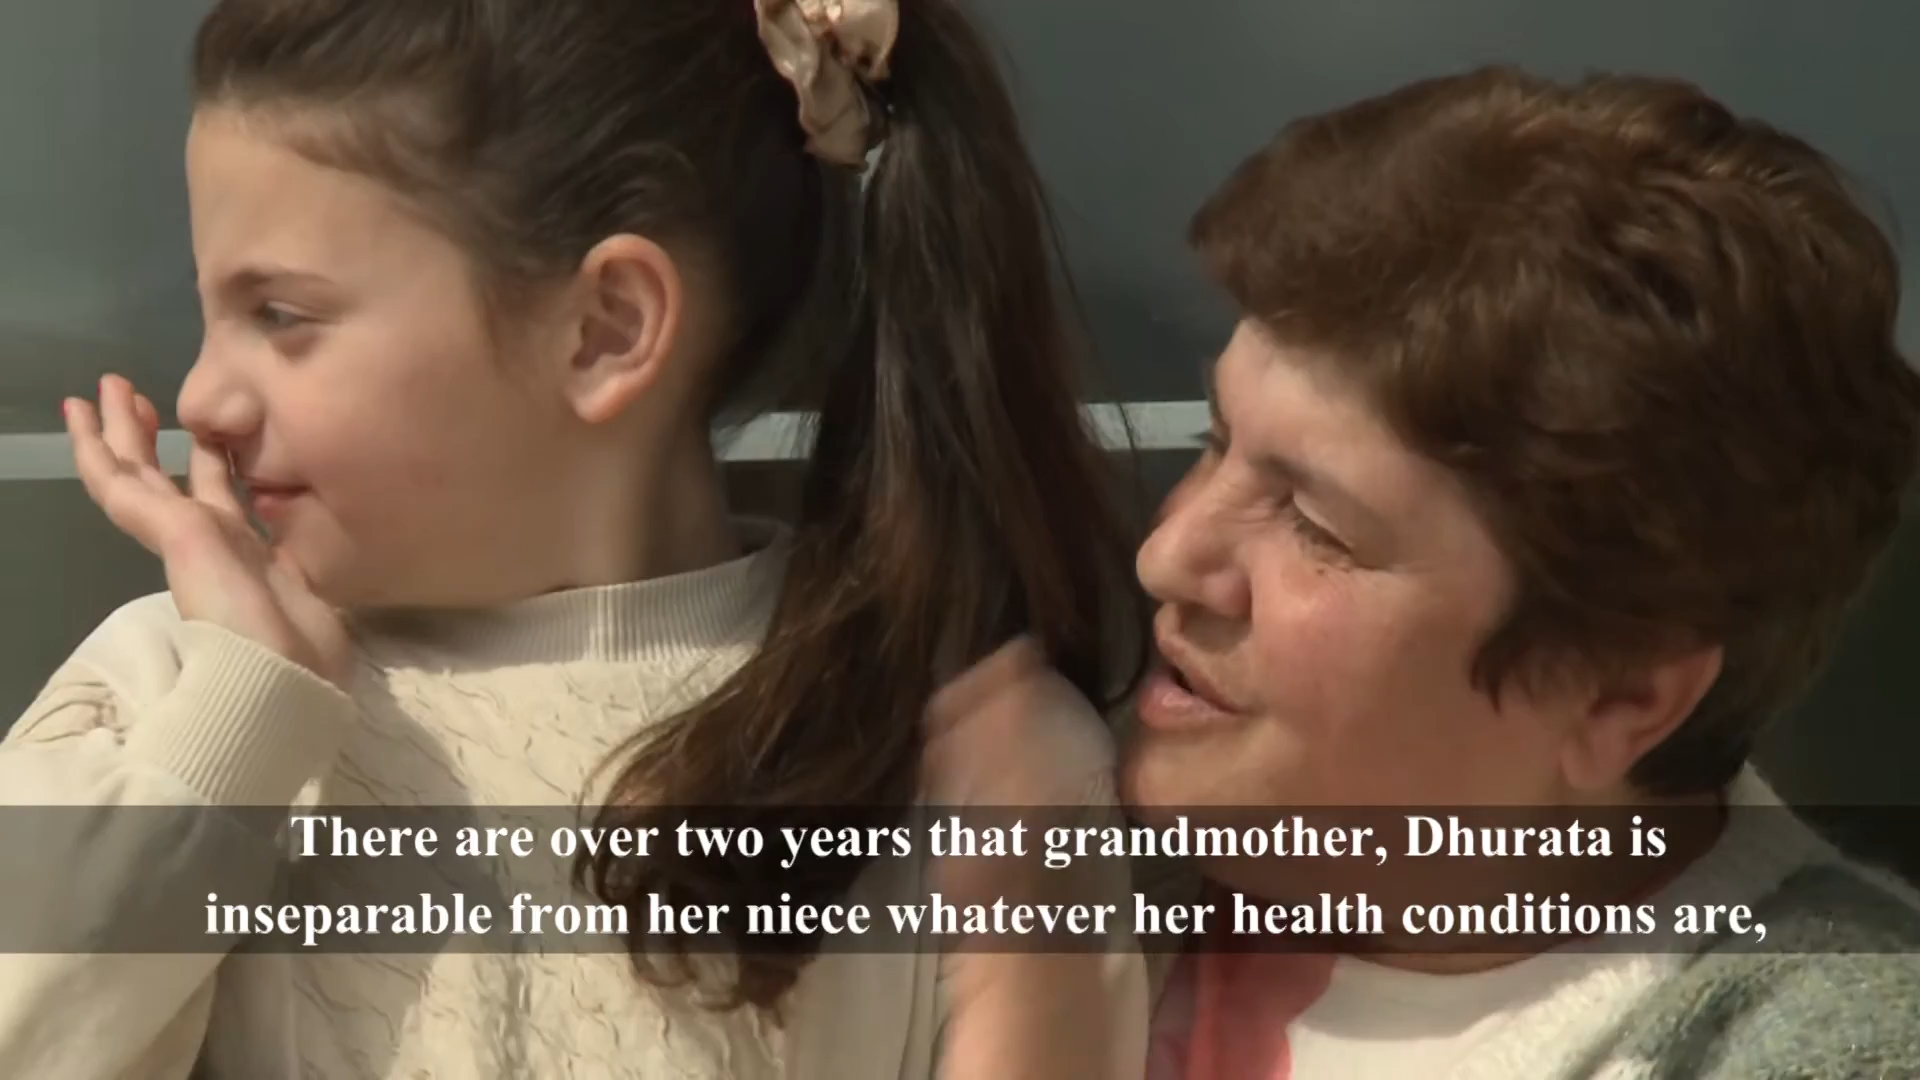 There are over two years that grandmother, Dhurata is
inseparable from her niece whatever her health conditions are,